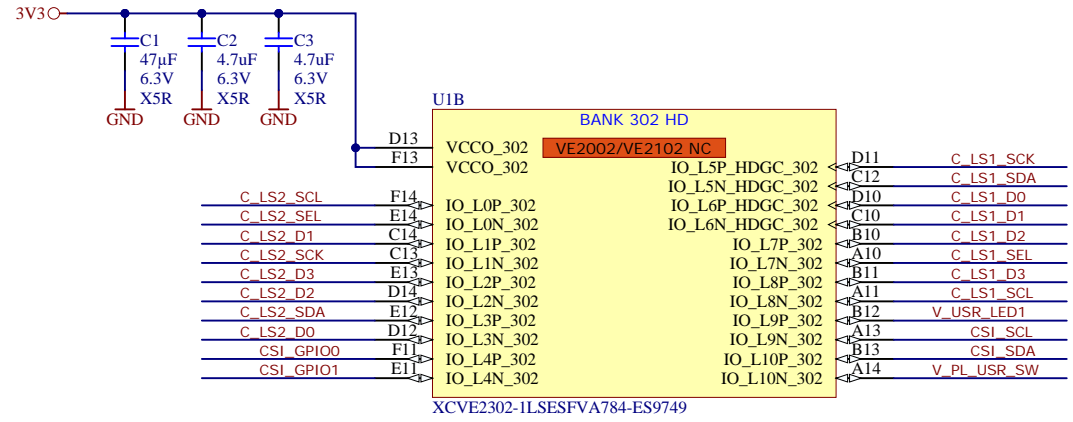 3V3
C1
47µF
6.3V
X5R
GND
C2
4.7uF
6.3V
X5R
GND
C3
4.7uF
6.3V
X5R
GND
U1B
BANK 302 HD
VE2002/VE2102 NC
D13 VCCO_302
F13 VCCO_302
C_LS2_SCL F14 IO_L0P_302
C_LS2_SEL E14 IO_L0N_302
C_LS2_D1 C14 IO_L1P_302
C_LS2_SCK C13 IO_L1N_302
C_LS2_D3 E13 IO_L2P_302
C_LS2_D2 D14 IO_L2N_302
C_LS2_SDA E12 IO_L3P_302
C_LS2_D0 D12 IO_L3N_302
CSI_GPIO0 F11 IO_L4P_302
CSI_GPIO1 E11 IO_L4N_302
IO_L5P_HDGC_302 D11 C_LS1_SCK
IO_L5N_HDGC_302 C12 C_LS1_SDA
IO_L6P_HDGC_302 D10 C_LS1_D0
IO_L6N_HDGC_302 C10 C_LS1_D1
IO_L7P_302 B10 C_LS1_D2
IO_L7N_302 A10 C_LS1_SEL
IO_L8P_302 B11 C_LS1_D3
IO_L8N_302 A11 C_LS1_SCL
IO_L9P_302 B12 V_USR_LED1
IO_L9N_302 A13 CSI_SCL
IO_L10P_302 B13 CSI_SDA
IO_L10N_302 A14 V_PL_USR_SW
XCVE2302-1LSESFVA784-ES9749